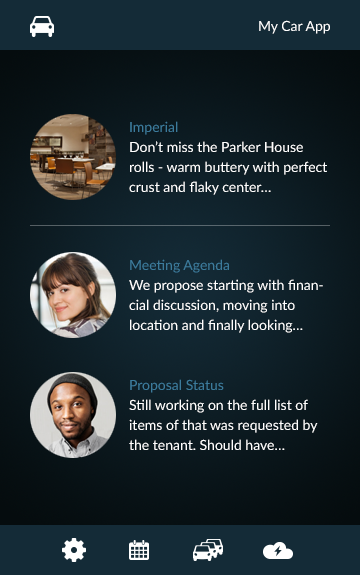 My Car App
Imperial
Don't miss the Parker House
rolls - warm buttery with perfect
crust and flaky center...
Meeting Agenda
We propose starting with finan-
cial discussion, moving into
location and finally looking...
Proposal Status
Still working on the full list of
items of that was requested by
the tenant. Should have...